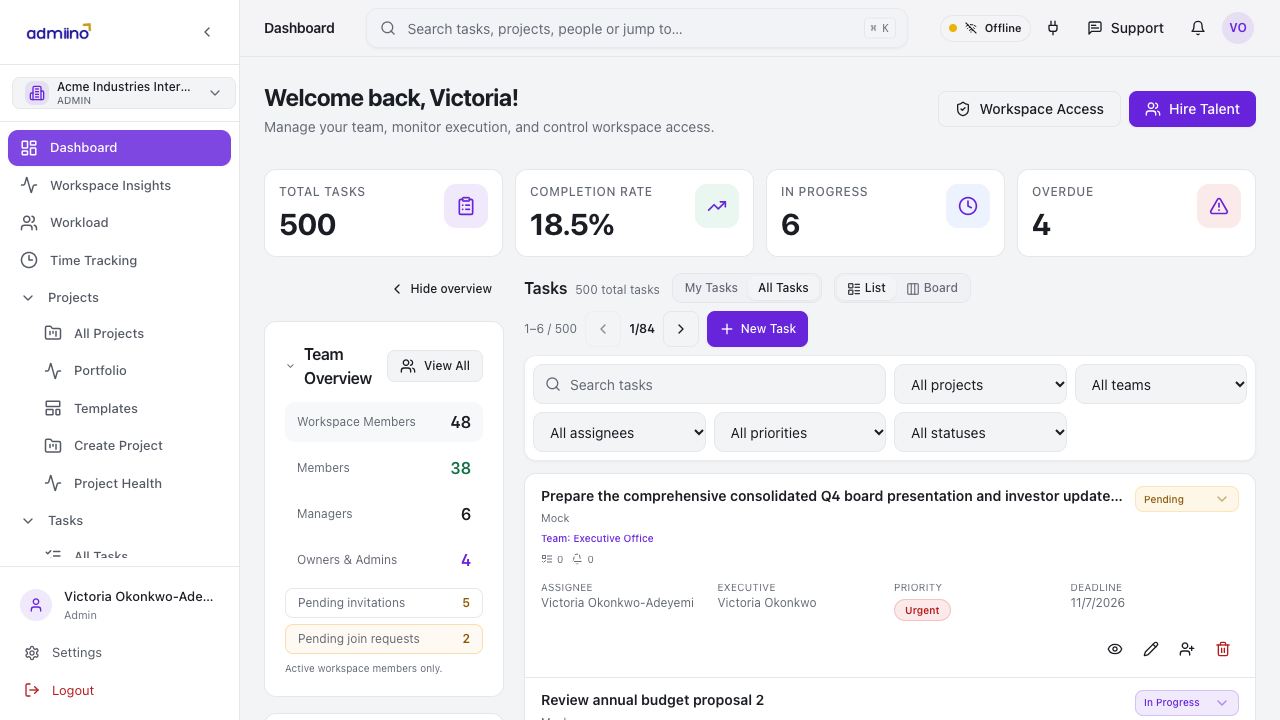 admiino
Acme Industries Inter...
ADMIN
Dashboard
Workspace Insights
Workload
Time Tracking
Projects
All Projects
Portfolio
Templates
Create Project
Project Health
Tasks
All Tasks
Victoria Okonkwo-Ade...
Admin
Settings
Logout
Dashboard
Search tasks, projects, people or jump to...
⌘ K
Offline
Support
VO
Welcome back, Victoria!
Manage your team, monitor execution, and control workspace access.
Workspace Access
Hire Talent
TOTAL TASKS
500
COMPLETION RATE
18.5%
IN PROGRESS
6
OVERDUE
4
Hide overview
Team
Overview
View All
Workspace Members 48
Members 38
Managers 6
Owners & Admins 4
Pending invitations 5
Pending join requests 2
Active workspace members only.
Tasks 500 total tasks
My Tasks All Tasks
List Board
1–6 / 500
1/84
New Task
Search tasks
All projects
All teams
All assignees
All priorities
All statuses
Prepare the comprehensive consolidated Q4 board presentation and investor update...
Pending
Mock
Team: Executive Office
0 0
ASSIGNEE
Victoria Okonkwo-Adeyemi
EXECUTIVE
Victoria Okonkwo
PRIORITY
Urgent
DEADLINE
11/7/2026
Review annual budget proposal 2
In Progress